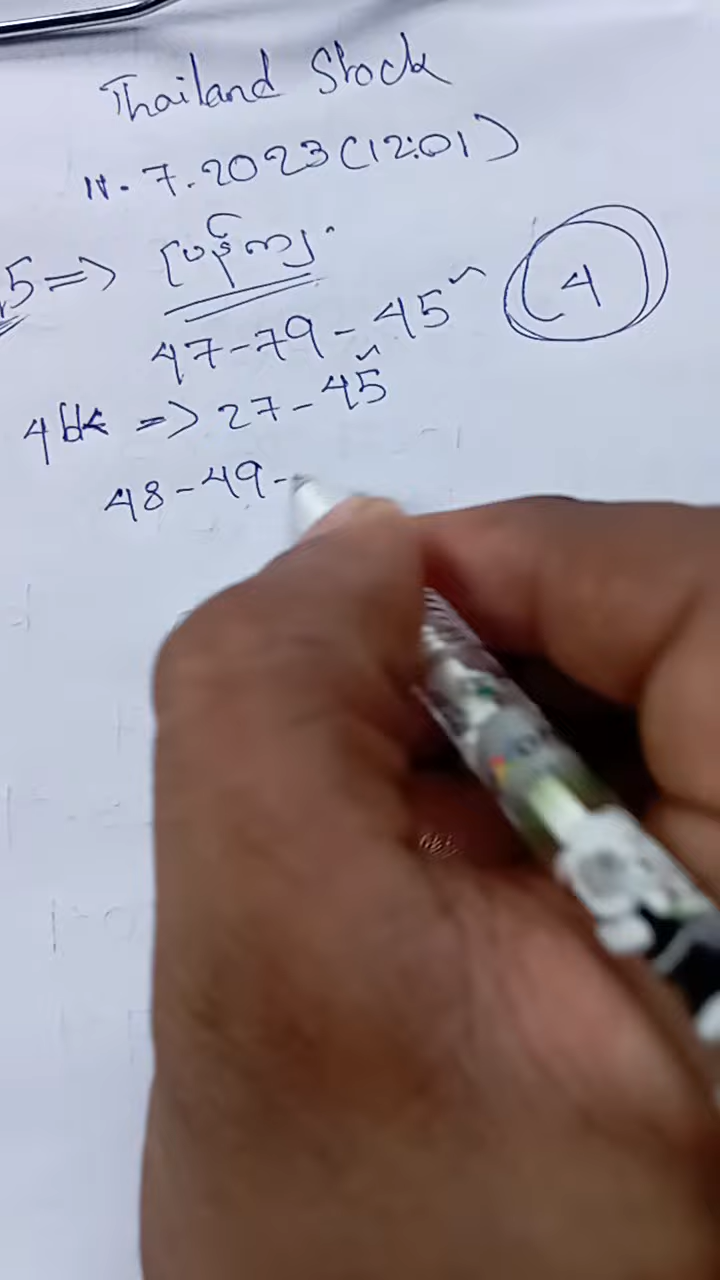 Thailand Stock
11.7.2023 (12:01)
5 => ပြန်ကျ
4
47-79-45
4bk => 27-45
48-49-